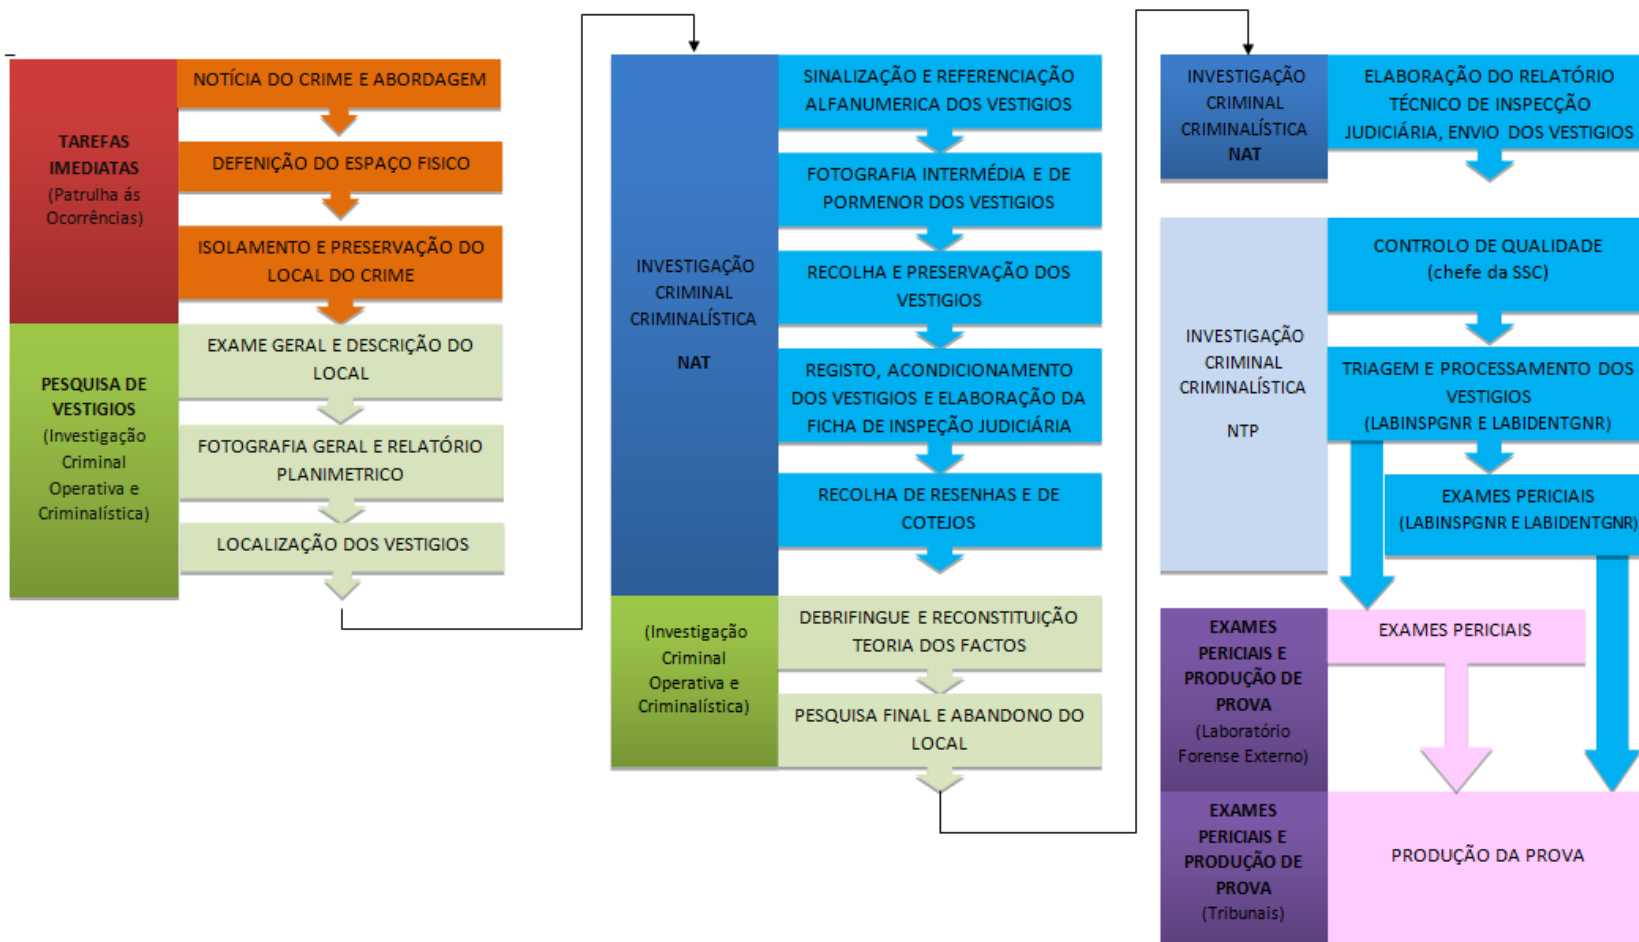 TAREFAS
IMEDIATAS
(Patrulha ás
Ocorrências)
NOTÍCIA DO CRIME E ABORDAGEM
DEFENIÇÃO DO ESPAÇO FISICO
ISOLAMENTO E PRESERVAÇÃO DO
LOCAL DO CRIME
PESQUISA DE
VESTIGIOS
(Investigação
Criminal
Operativa e
Criminalística)
EXAME GERAL E DESCRIÇÃO DO
LOCAL
FOTOGRAFIA GERAL E RELATÓRIO
PLANIMETRICO
LOCALIZAÇÃO DOS VESTIGIOS
INVESTIGAÇÃO
CRIMINAL
CRIMINALÍSTICA
NAT
SINALIZAÇÃO E REFERENCIAÇÃO
ALFANUMERICA DOS VESTIGIOS
FOTOGRAFIA INTERMÉDIA E DE
PORMENOR DOS VESTIGIOS
RECOLHA E PRESERVAÇÃO DOS
VESTIGIOS
REGISTO, ACONDICIONAMENTO
DOS VESTIGIOS E ELABORAÇÃO DA
FICHA DE INSPEÇÃO JUDICIÁRIA
RECOLHA DE RESENHAS E DE
COTEJOS
(Investigação
Criminal
Operativa e
Criminalística)
DEBRIFINGUE E RECONSTITUIÇÃO
TEORIA DOS FACTOS
PESQUISA FINAL E ABANDONO DO
LOCAL
INVESTIGAÇÃO
CRIMINAL
CRIMINALÍSTICA
NAT
ELABORAÇÃO DO RELATÓRIO
TÉCNICO DE INSPECÇÃO
JUDICIÁRIA, ENVIO DOS VESTIGIOS
INVESTIGAÇÃO
CRIMINAL
CRIMINALÍSTICA
NTP
CONTROLO DE QUALIDADE
(chefe da SSC)
TRIAGEM E PROCESSAMENTO DOS
VESTIGIOS
(LABINSPGNR E LABIDENTGNR)
EXAMES PERICIAIS
(LABINSPGNR E LABIDENTGNR)
EXAMES
PERICIAIS E
PRODUÇÃO DE
PROVA
(Laboratório
Forense Externo)
EXAMES PERICIAIS
EXAMES
PERICIAIS E
PRODUÇÃO DE
PROVA
(Tribunais)
PRODUÇÃO DA PROVA